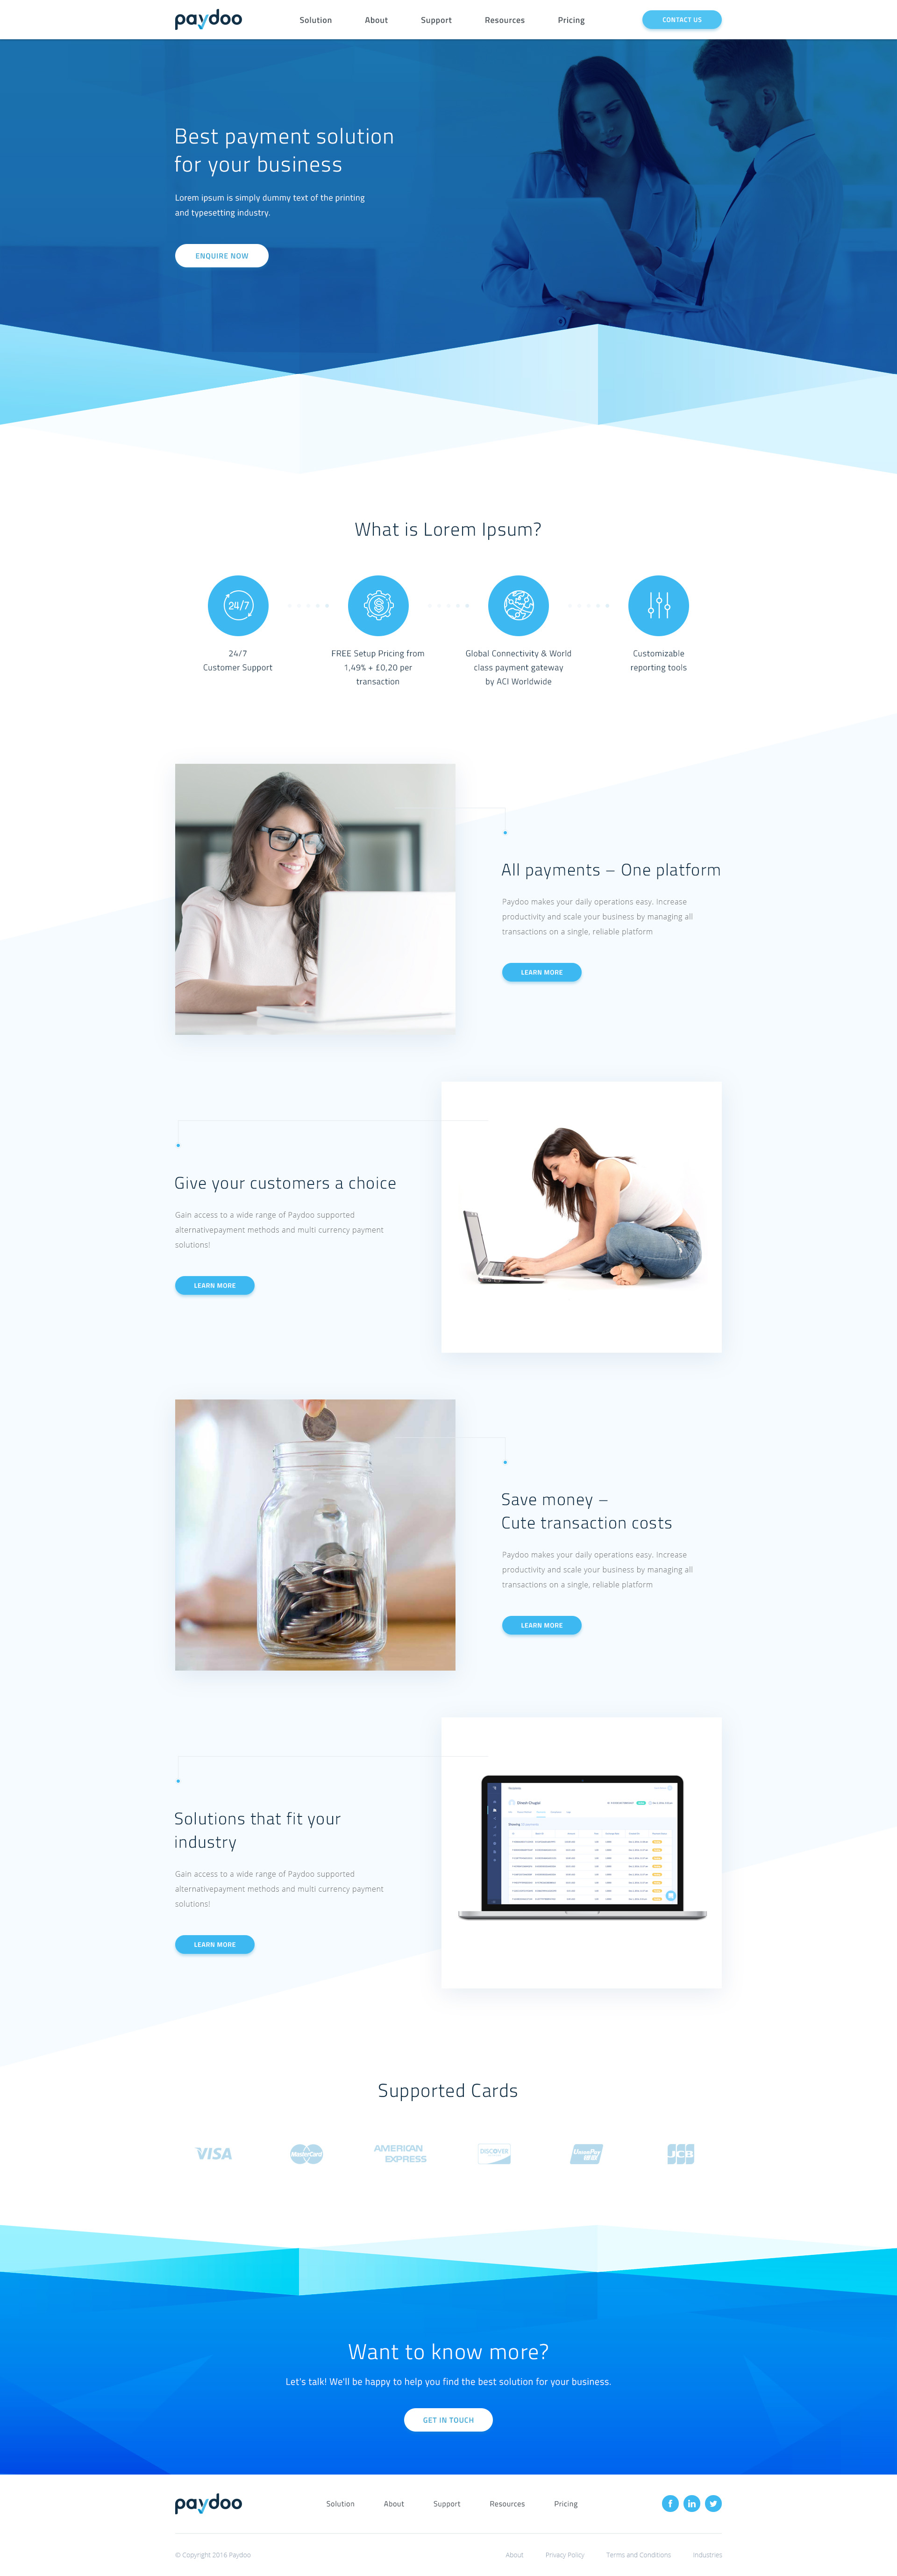 paydoo
Solution
About
Support
Resources
Pricing
CONTACT US
Best payment solution
for your business
Lorem ipsum is simply dummy text of the printing
and typesetting industry.
ENQUIRE NOW
What is Lorem Ipsum?
24/7
24/7
Customer Support
FREE Setup Pricing from
1,49% + £0,20 per
transaction
Global Connectivity & World
class payment gateway
by ACI Worldwide
Customizable
reporting tools
All payments – One platform
Paydoo makes your daily operations easy. Increase
productivity and scale your business by managing all
transactions on a single, reliable platform
LEARN MORE
Give your customers a choice
Gain access to a wide range of Paydoo supported
alternativepayment methods and multi currency payment
solutions!
LEARN MORE
Save money –
Cute transaction costs
Paydoo makes your daily operations easy. Increase
productivity and scale your business by managing all
transactions on a single, reliable platform
LEARN MORE
Solutions that fit your
industry
Gain access to a wide range of Paydoo supported
alternativepayment methods and multi currency payment
solutions!
LEARN MORE
Supported Cards
VISA
MasterCard
AMERICAN
EXPRESS
DISCOVER
UnionPay
银联
JCB
Want to know more?
Let's talk! We'll be happy to help you find the best solution for your business.
GET IN TOUCH
paydoo
Solution
About
Support
Resources
Pricing
© Copyright 2016 Paydoo
About
Privacy Policy
Terms and Conditions
Industries